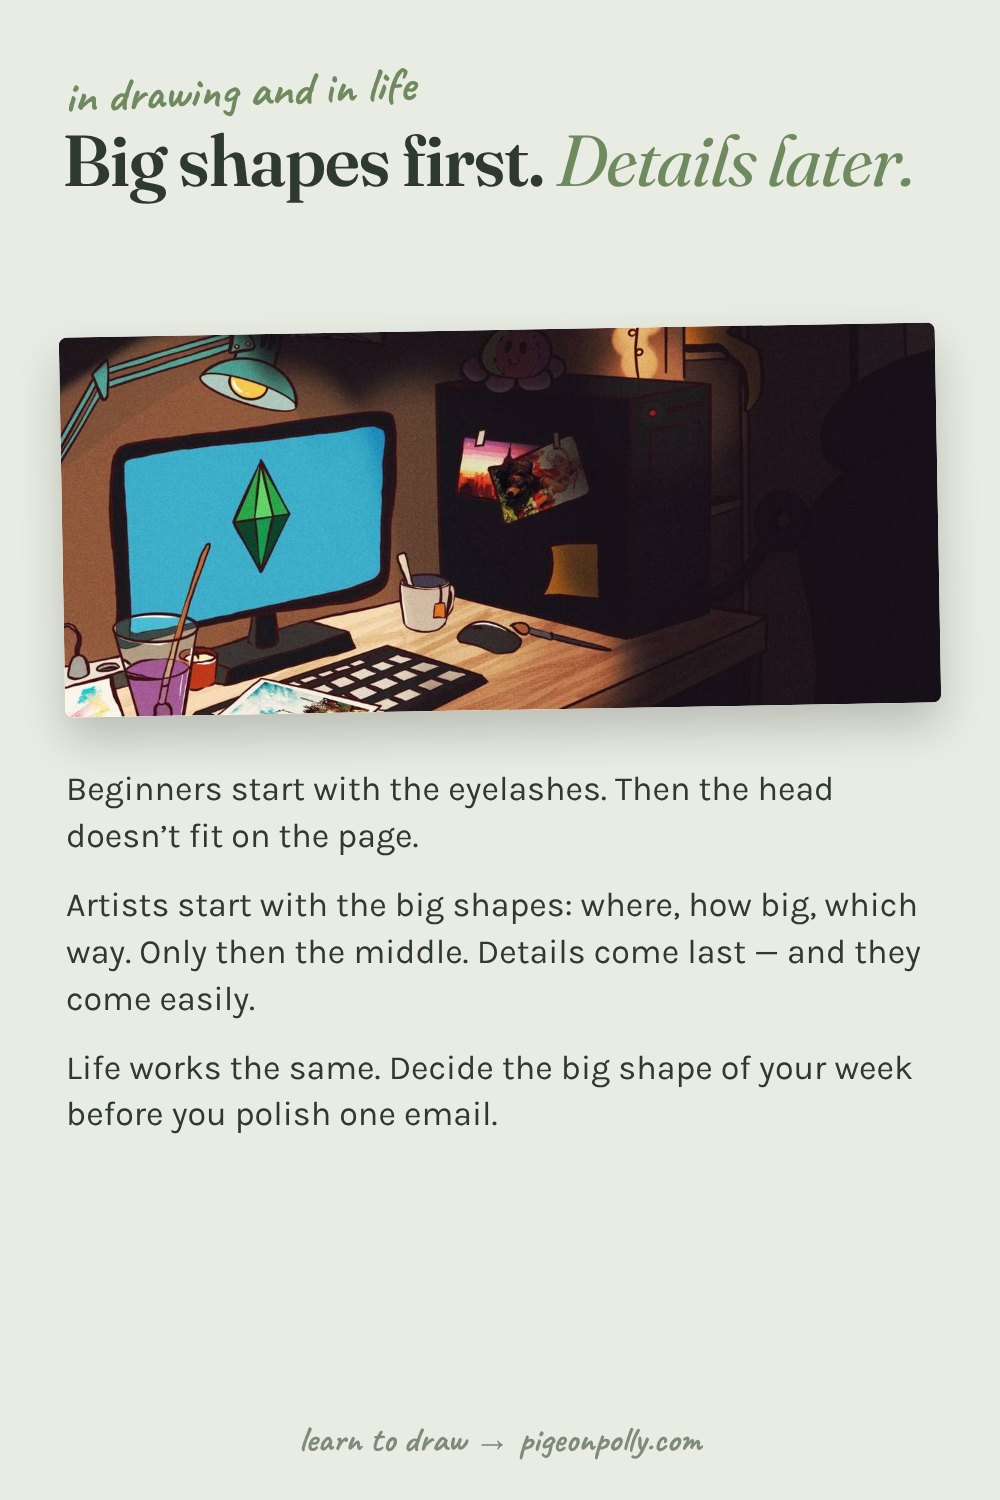 in drawing and in life
Big shapes first. Details later.
Beginners start with the eyelashes. Then the head
doesn’t fit on the page.
Artists start with the big shapes: where, how big, which
way. Only then the middle. Details come last — and they
come easily.
Life works the same. Decide the big shape of your week
before you polish one email.
learn to draw → pigeonpolly.com